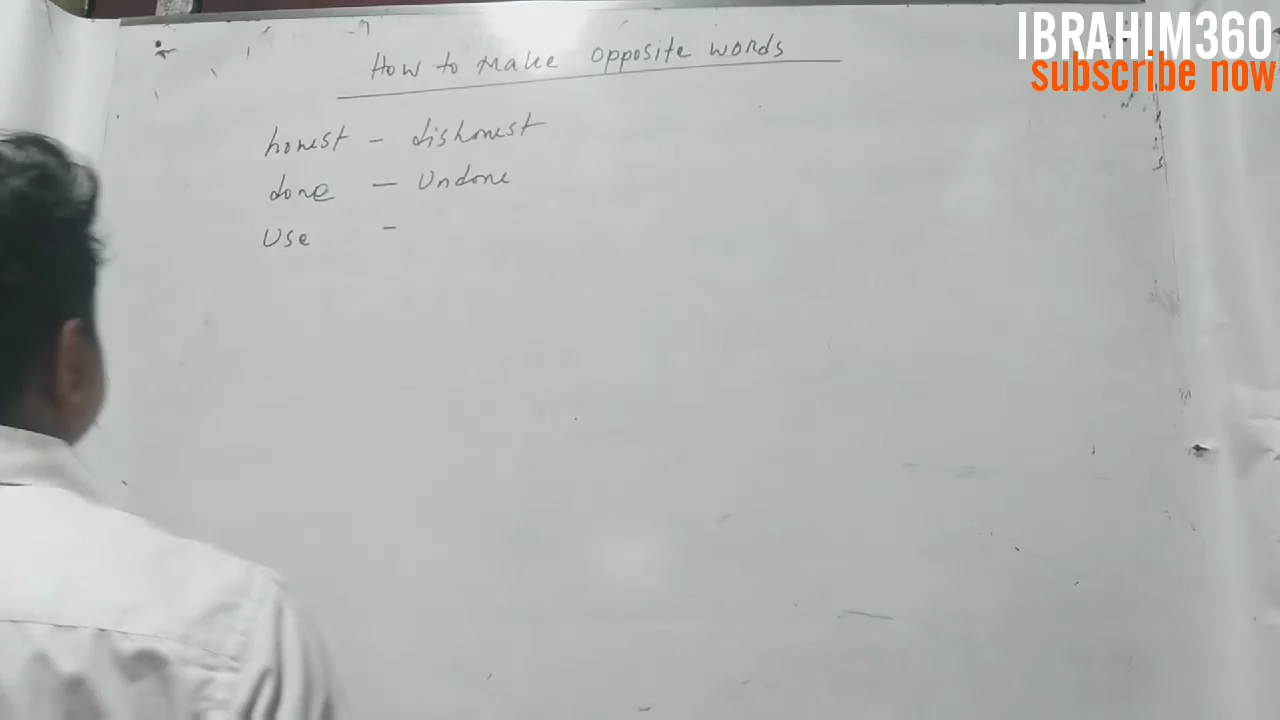 IBRAHIM360
subscribe now
How to Make opposite words
honest - dishonest
done - Undone
Use -